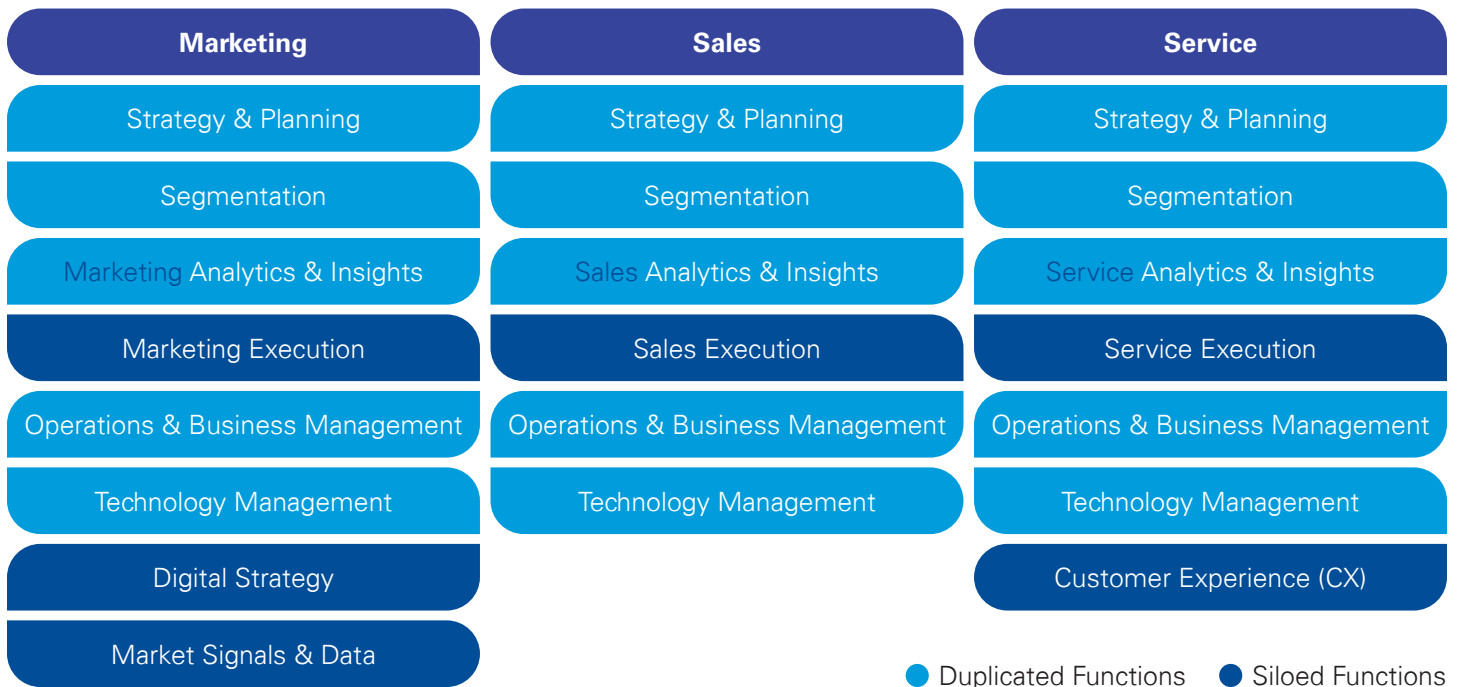 Marketing
Sales
Service
Strategy & Planning
Strategy & Planning
Strategy & Planning
Segmentation
Segmentation
Segmentation
Marketing Analytics & Insights
Sales Analytics & Insights
Service Analytics & Insights
Marketing Execution
Sales Execution
Service Execution
Operations & Business Management
Operations & Business Management
Operations & Business Management
Technology Management
Technology Management
Technology Management
Digital Strategy
Customer Experience (CX)
Market Signals & Data
Duplicated Functions
Siloed Functions